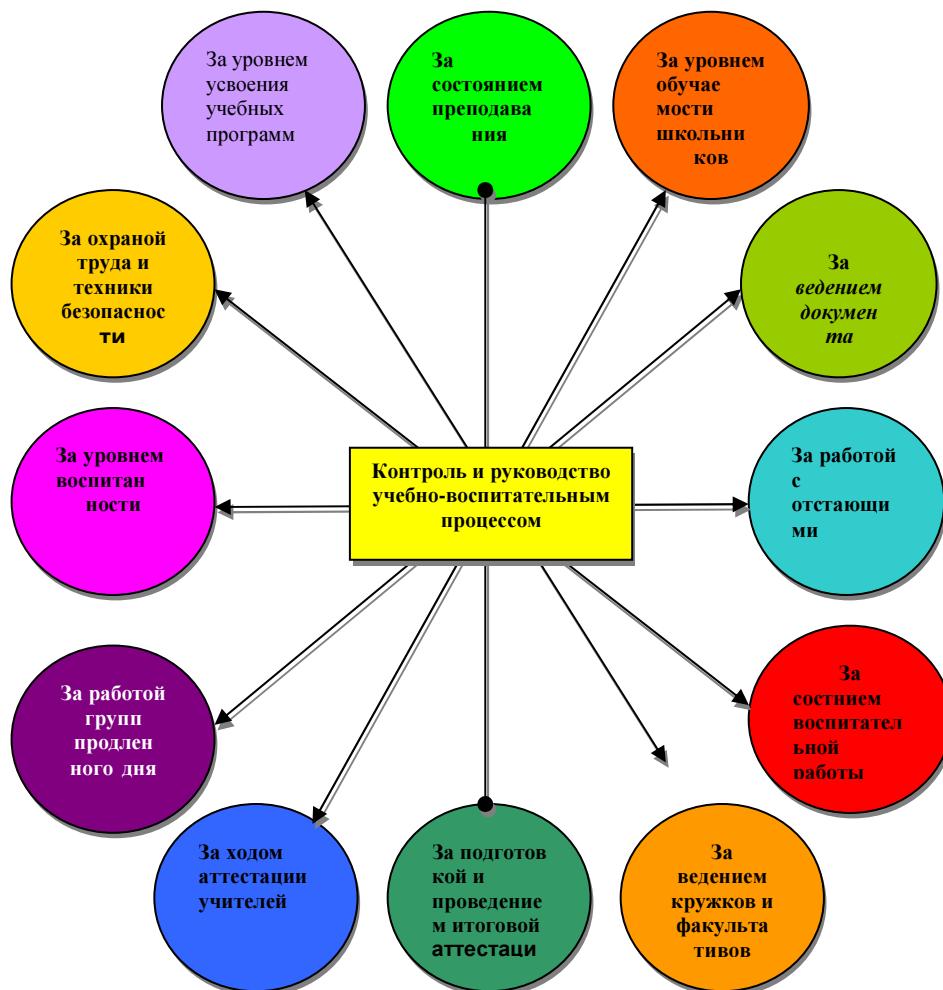 За уровнем
усвоения
учебных
программ
За
состоянием
преподава
ния
За уровнем
обучае
мости
школьни
ков
За охраной
труда и
техники
безопаснос
ти
За
ведением
докумен
та
За уровнем
воспитан
ности
Контроль и руководство
учебно-воспитательным
процессом
За работой
с
отстающи
ми
За работой
групп
продлен
ного дня
За
состнием
воспитател
ьной
работы
За ходом
аттестации
учителей
За подготов
кой и
проведение
м итоговой
аттестаци
За
ведением
кружков и
факульта
тивов